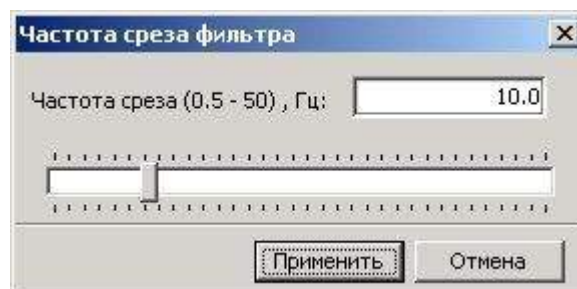 Частота среза фильтра
Частота среза (0.5 - 50) , Гц: 10.0
Применить Отмена